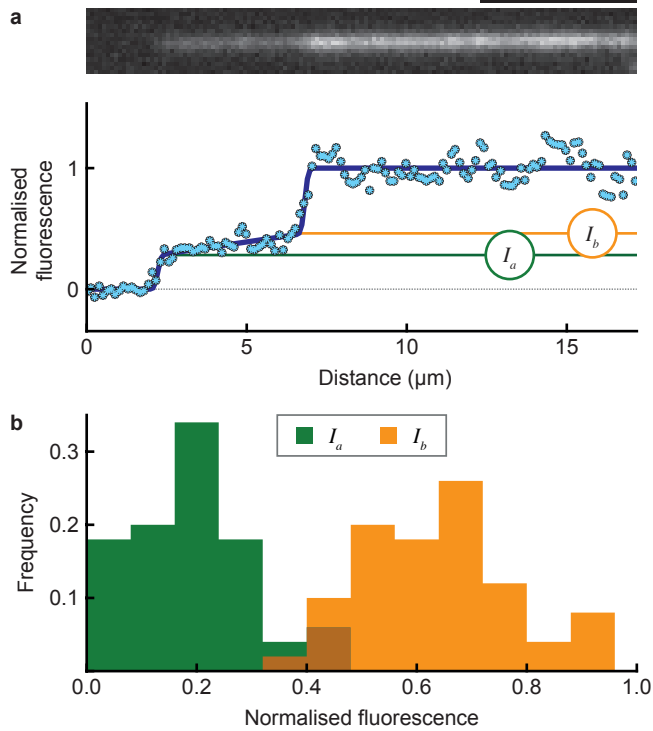 a
Normalised
fluorescence
1
0
I_a
I_b
0
5
10
15
Distance (µm)
b
I_a
I_b
Frequency
0.3
0.2
0.1
0.0
0.2
0.4
0.6
0.8
1.0
Normalised fluorescence